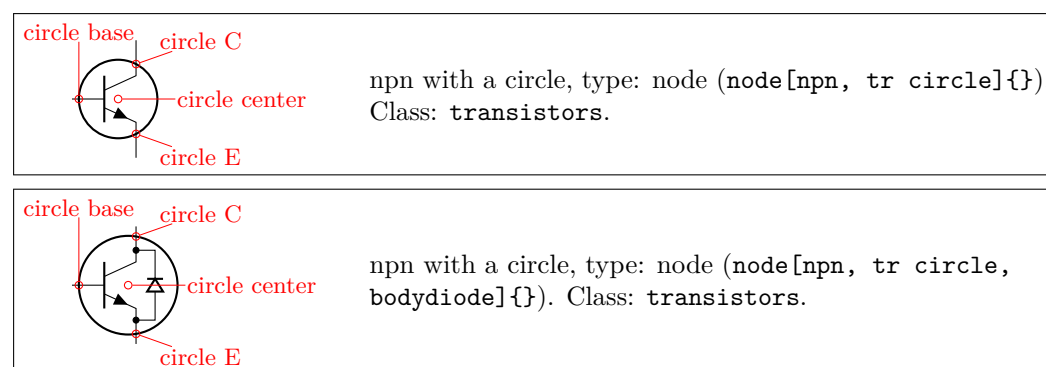 circle base
circle C
circle center
circle E
npn with a circle, type: node (node[npn, tr circle]{})
Class: transistors.
circle base
circle C
circle center
circle E
npn with a circle, type: node (node[npn, tr circle,
bodydiode]{}). Class: transistors.